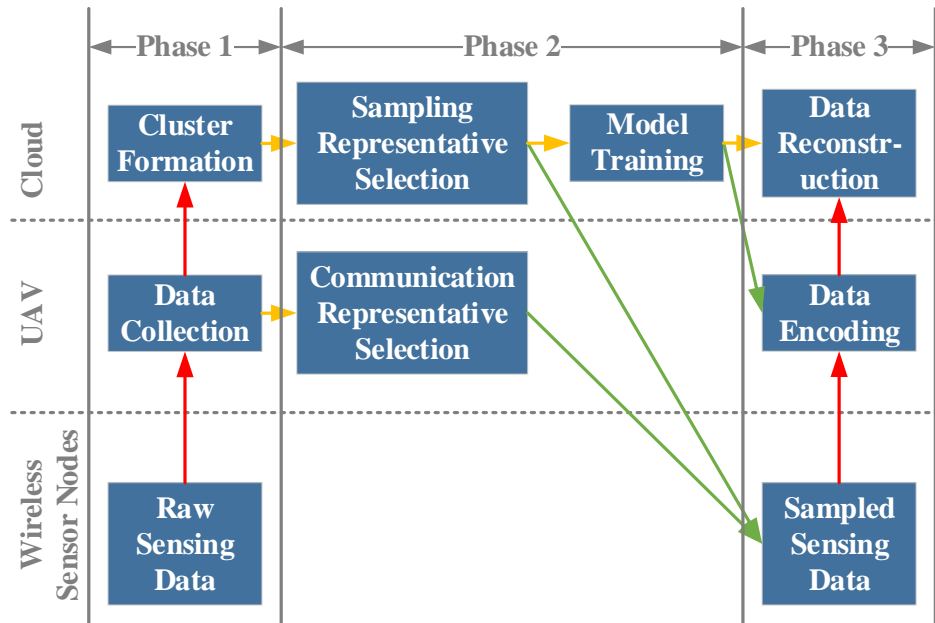 Phase 1
Phase 2
Phase 3
Cloud
Cluster
Formation
Sampling
Representative
Selection
Model
Training
Data
Reconstr-
uction
UAV
Data
Collection
Communication
Representative
Selection
Data
Encoding
Wireless
Sensor Nodes
Raw
Sensing
Data
Sampled
Sensing
Data